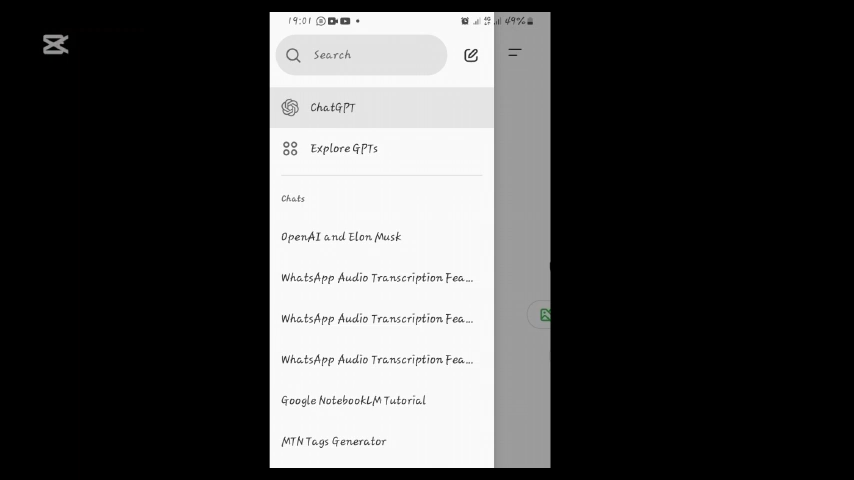 19:01
49%
Search
ChatGPT
Explore GPTs
Chats
OpenAI and Elon Musk
WhatsApp Audio Transcription Fea...
WhatsApp Audio Transcription Fea...
WhatsApp Audio Transcription Fea...
Google NotebookLM Tutorial
MTN Tags Generator